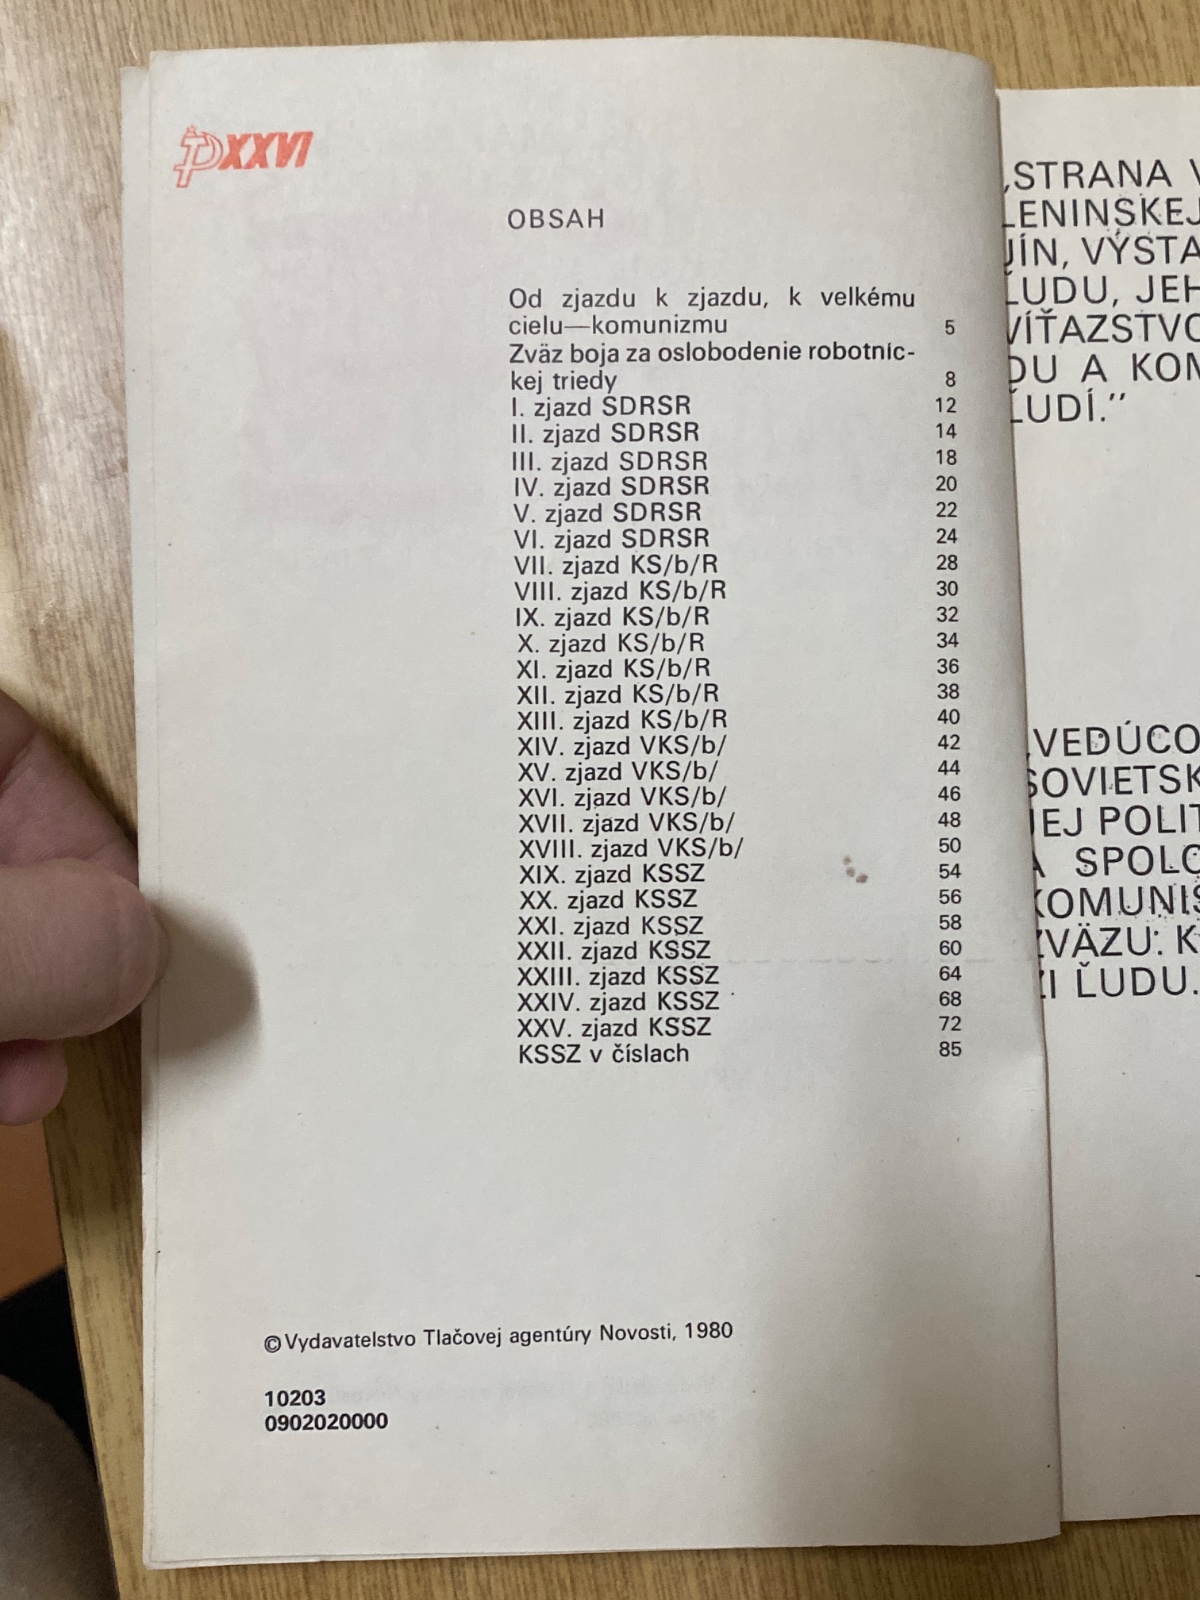 XXVI
OBSAH
Od zjazdu k zjazdu, k velkému
cielu—komunizmu 5
Zväz boja za oslobodenie robotníc-
kej triedy 8
I. zjazd SDRSR 12
II. zjazd SDRSR 14
III. zjazd SDRSR 18
IV. zjazd SDRSR 20
V. zjazd SDRSR 22
VI. zjazd SDRSR 24
VII. zjazd KS/b/R 28
VIII. zjazd KS/b/R 30
IX. zjazd KS/b/R 32
X. zjazd KS/b/R 34
XI. zjazd KS/b/R 36
XII. zjazd KS/b/R 38
XIII. zjazd KS/b/R 40
XIV. zjazd VKS/b/ 42
XV. zjazd VKS/b/ 44
XVI. zjazd VKS/b/ 46
XVII. zjazd VKS/b/ 48
XVIII. zjazd VKS/b/ 50
XIX. zjazd KSSZ 54
XX. zjazd KSSZ 56
XXI. zjazd KSSZ 58
XXII. zjazd KSSZ 60
XXIII. zjazd KSSZ 64
XXIV. zjazd KSSZ 68
XXV. zjazd KSSZ 72
KSSZ v číslach 85
© Vydavatelstvo Tlačovej agentúry Novosti, 1980
10203
0902020000
„STRANA V
LENINSKEJ
JÍN, VÝSTA
ĽUDU, JEH
VÍŤAZSTVO
DU A KOM
ĽUDÍ.”
„VEDÚCO
SOVIETSK
JEJ POLIT
A SPOLO
KOMUNIS
ZVÄZU: K
ZI ĽUDU.